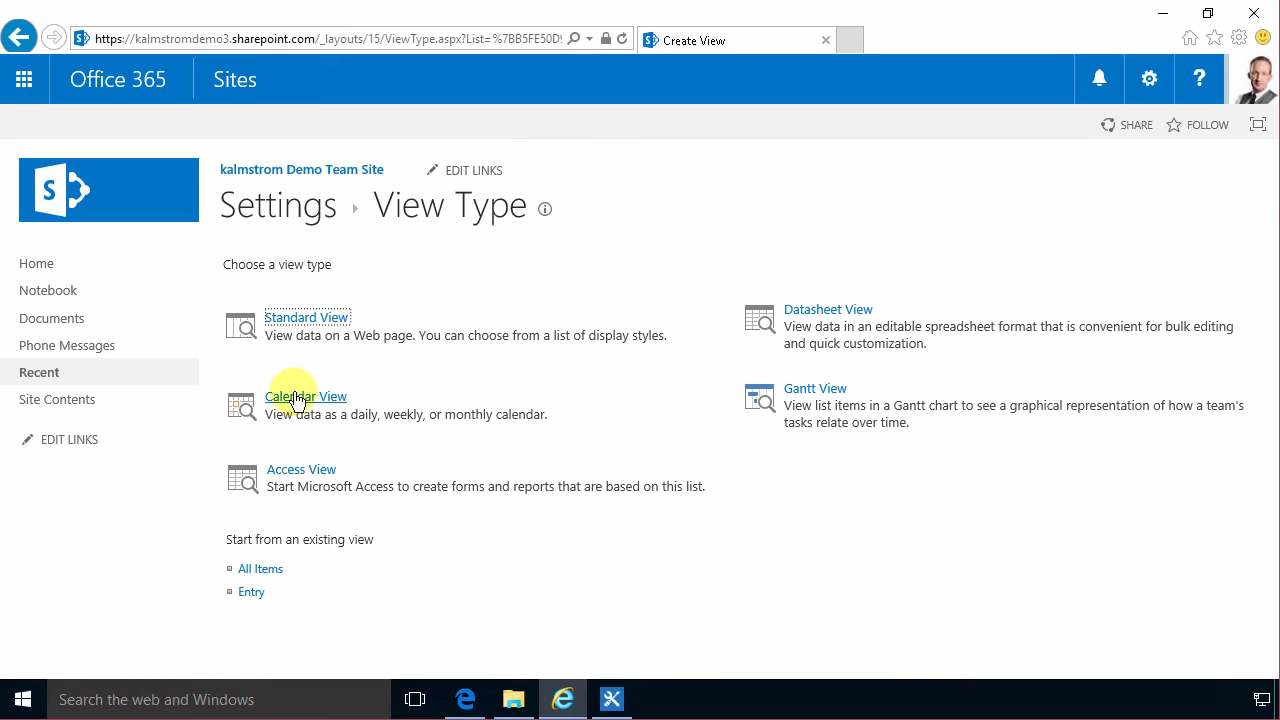 https://kalmstromdemo3.sharepoint.com/_layouts/15/ViewType.aspx?List=%7BB5FE50D9
Create View
Office 365
Sites
?
SHARE
FOLLOW
S
kalmstrom Demo Team Site
EDIT LINKS
Settings
View Type
Home
Notebook
Documents
Phone Messages
Recent
Site Contents
EDIT LINKS
Choose a view type
Standard View
View data on a Web page. You can choose from a list of display styles.
Calendar View
View data as a daily, weekly, or monthly calendar.
Access View
Start Microsoft Access to create forms and reports that are based on this list.
Datasheet View
View data in an editable spreadsheet format that is convenient for bulk editing
and quick customization.
Gantt View
View list items in a Gantt chart to see a graphical representation of how a team's
tasks relate over time.
Start from an existing view
All Items
Entry
Search the web and Windows